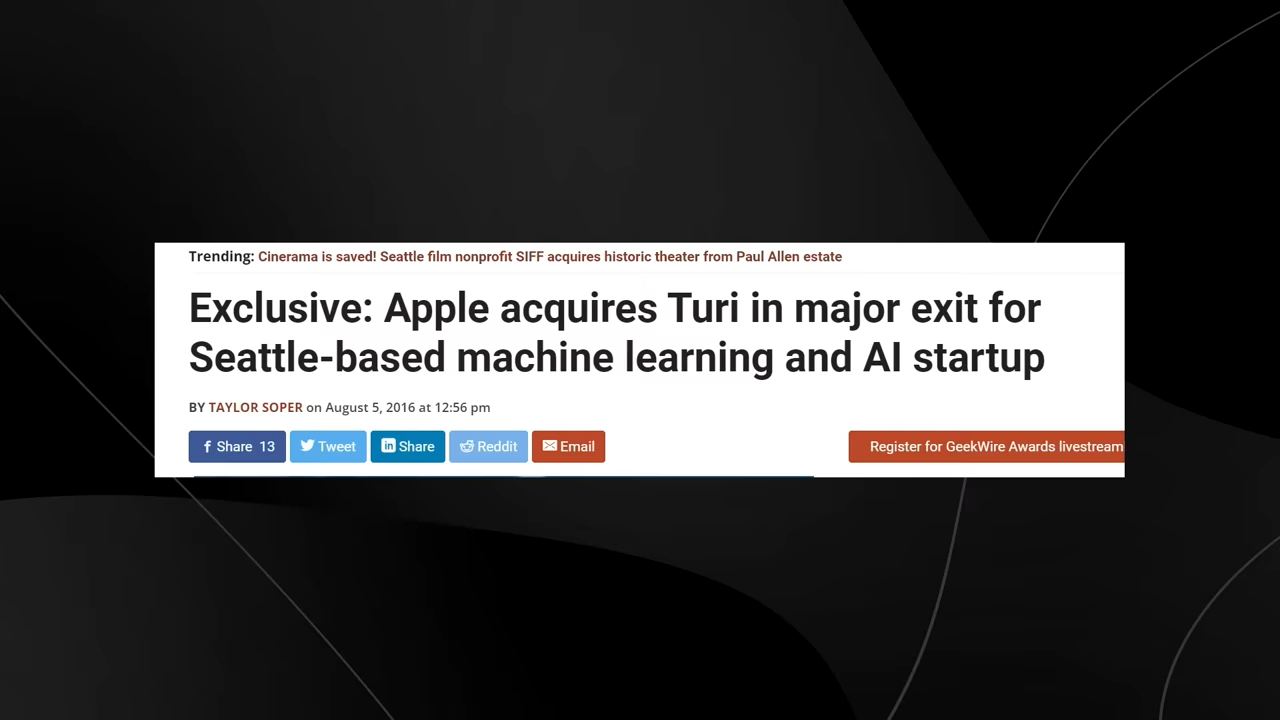 Trending: Cinerama is saved! Seattle film nonprofit SIFF acquires historic theater from Paul Allen estate
Exclusive: Apple acquires Turi in major exit for
Seattle-based machine learning and AI startup
BY TAYLOR SOPER on August 5, 2016 at 12:56 pm
Share 13 Tweet Share Reddit Email Register for GeekWire Awards livestream